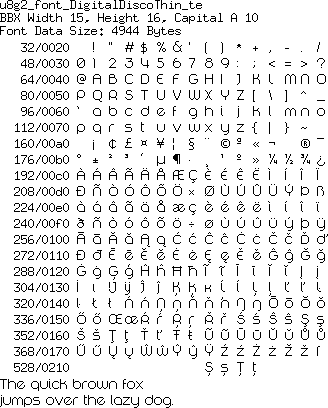 u8g2_font_DigitalDiscoThin_te
BBX Width 15, Height 16, Capital A 10
Font Data Size: 4944 Bytes
32/0020 ! " # $ % & ' ( ) * + , - . /
48/0030 0 1 2 3 4 5 6 7 8 9 : ; < = > ?
64/0040 @ A B C D E F G H I J K L M N O
80/0050 P Q R S T U V W X Y Z [ \ ] ^ _
96/0060 ` a b c d e f g h i j k l m n o
112/0070 p q r s t u v w x y z { | } ~
160/00a0 ¡ ¢ £ ¤ ¥ ¦ § ¨ © ª « ¬ ® ¯
176/00b0 ° ± ² ³ ´ µ ¶ · ¸ ¹ º » ¼ ½ ¾ ¿
192/00c0 À Á Â Ã Ä Å Æ Ç È É Ê Ë Ì Í Î Ï
208/00d0 Ð Ñ Ò Ó Ô Õ Ö × Ø Ù Ú Û Ü Ý Þ ß
224/00e0 à á â ã ä å æ ç è é ê ë ì í î ï
240/00f0 ð ñ ò ó ô õ ö ÷ ø ù ú û ü ý þ ÿ
256/0100 Ā ā Ă ă Ą ą Ć ć Ĉ ĉ Ċ ċ Č č Ď ď
272/0110 Đ đ Ē ē Ĕ ĕ Ė ė Ę ę Ě ě Ĝ ĝ Ğ ğ
288/0120 Ġ ġ Ģ ģ Ĥ ĥ Ħ ħ Ĩ ĩ Ī ī Ĭ ĭ Į į
304/0130 İ ı Ĳ ĳ Ĵ ĵ Ķ ķ ĸ Ĺ ĺ Ļ ļ Ľ ľ Ŀ
320/0140 ŀ Ł ł Ń ń Ņ ņ Ň ň ŉ Ŋ ŋ Ō ō Ŏ ŏ
336/0150 Ő ő Œ œ Ŕ ŕ Ŗ ŗ Ř ř Ś ś Ŝ ŝ Ş ş
352/0160 Š š Ţ ţ Ť ť Ŧ ŧ Ũ ũ Ū ū Ŭ ŭ Ů ů
368/0170 Ű ű Ų ų Ŵ ŵ Ŷ ŷ Ÿ Ź ź Ż ż Ž ž ſ
528/0210 Ș ș Ț ț
The quick brown fox
jumps over the lazy dog.